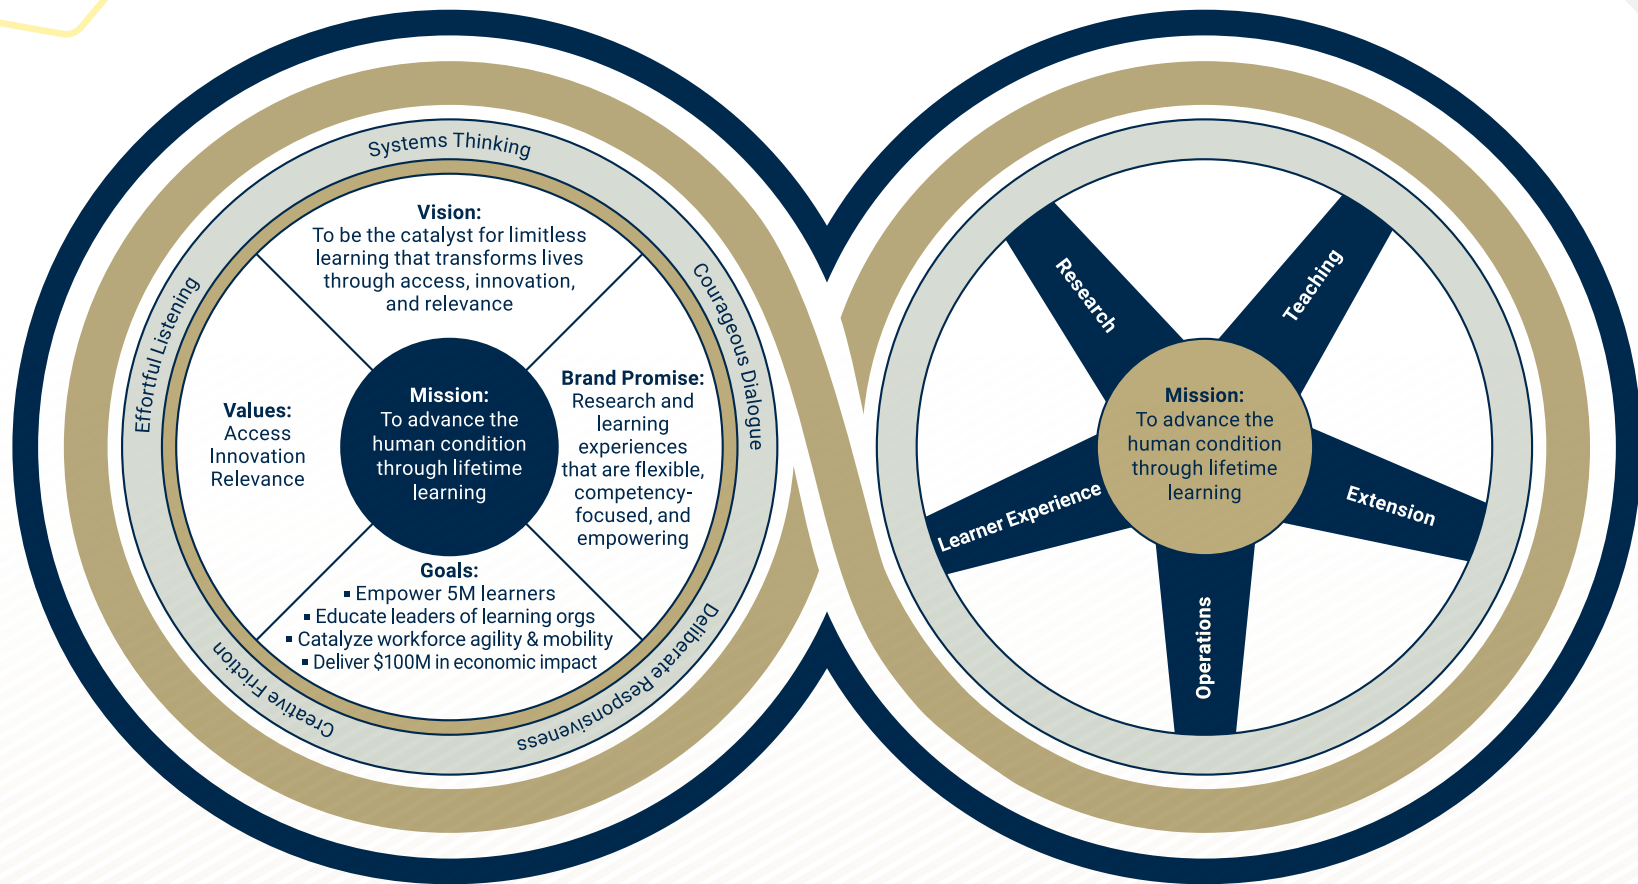 Systems Thinking
Courageous Dialogue
Deliberate Responsiveness
Creative Friction
Effortful Listening
Vision:
To be the catalyst for limitless
learning that transforms lives
through access, innovation,
and relevance
Values:
Access
Innovation
Relevance
Mission:
To advance the
human condition
through lifetime
learning
Brand Promise:
Research and
learning
experiences
that are flexible,
competency-
focused, and
empowering
Goals:
▪ Empower 5M learners
▪ Educate leaders of learning orgs
▪ Catalyze workforce agility & mobility
▪ Deliver $100M in economic impact
Research
Teaching
Mission:
To advance the
human condition
through lifetime
learning
Learner Experience
Extension
Operations